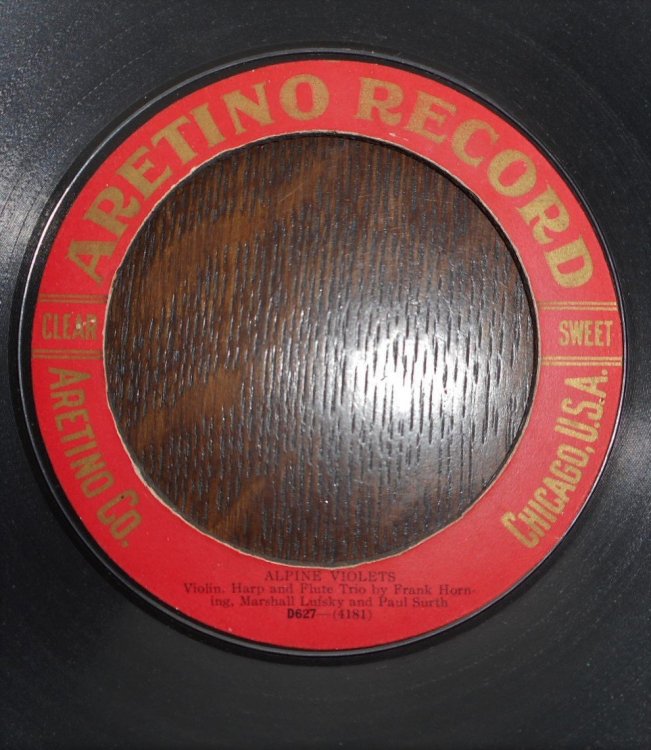 ARETINO RECORD
CLEAR
SWEET
ARETINO CO.
CHICAGO, U.S.A.
ALPINE VIOLETS
Violin, Harp and Flute Trio by Frank Horn-
ing, Marshall Lufsky and Paul Surth
D627—(4181)